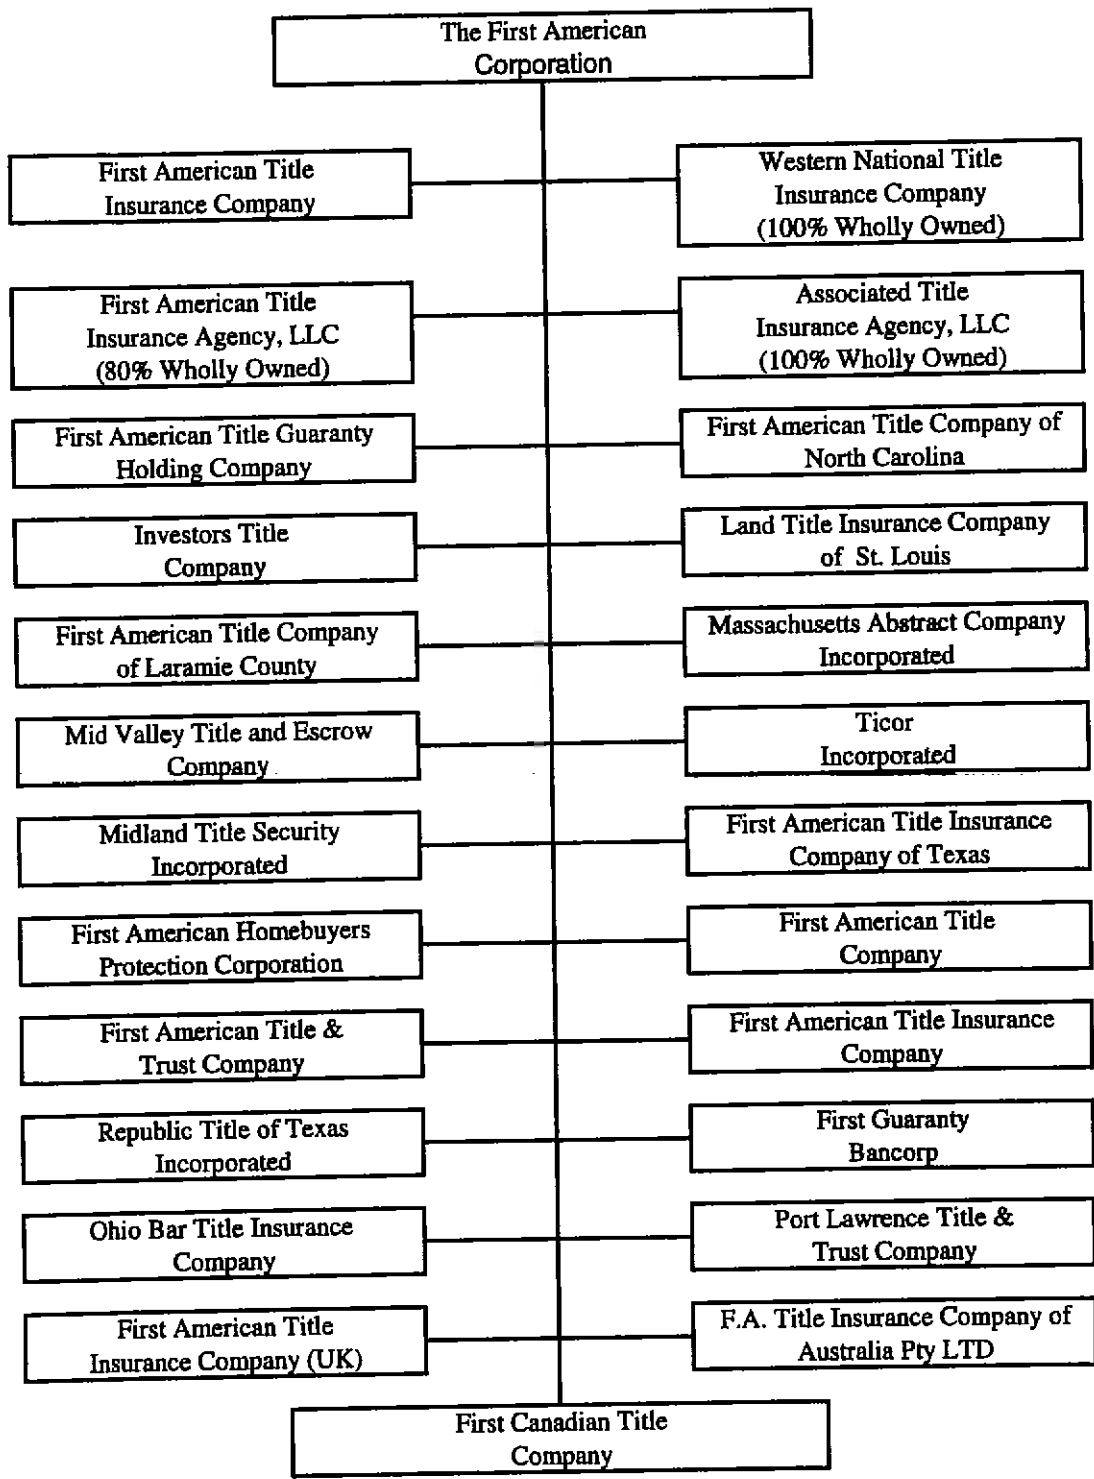 The First American
Corporation
First American Title
Insurance Company
Western National Title
Insurance Company
(100% Wholly Owned)
First American Title
Insurance Agency, LLC
(80% Wholly Owned)
Associated Title
Insurance Agency, LLC
(100% Wholly Owned)
First American Title Guaranty
Holding Company
First American Title Company of
North Carolina
Investors Title
Company
Land Title Insurance Company
of St. Louis
First American Title Company
of Laramie County
Massachusetts Abstract Company
Incorporated
Mid Valley Title and Escrow
Company
Ticor
Incorporated
Midland Title Security
Incorporated
First American Title Insurance
Company of Texas
First American Homebuyers
Protection Corporation
First American Title
Company
First American Title &
Trust Company
First American Title Insurance
Company
Republic Title of Texas
Incorporated
First Guaranty
Bancorp
Ohio Bar Title Insurance
Company
Port Lawrence Title &
Trust Company
First American Title
Insurance Company (UK)
F.A. Title Insurance Company of
Australia Pty LTD
First Canadian Title
Company